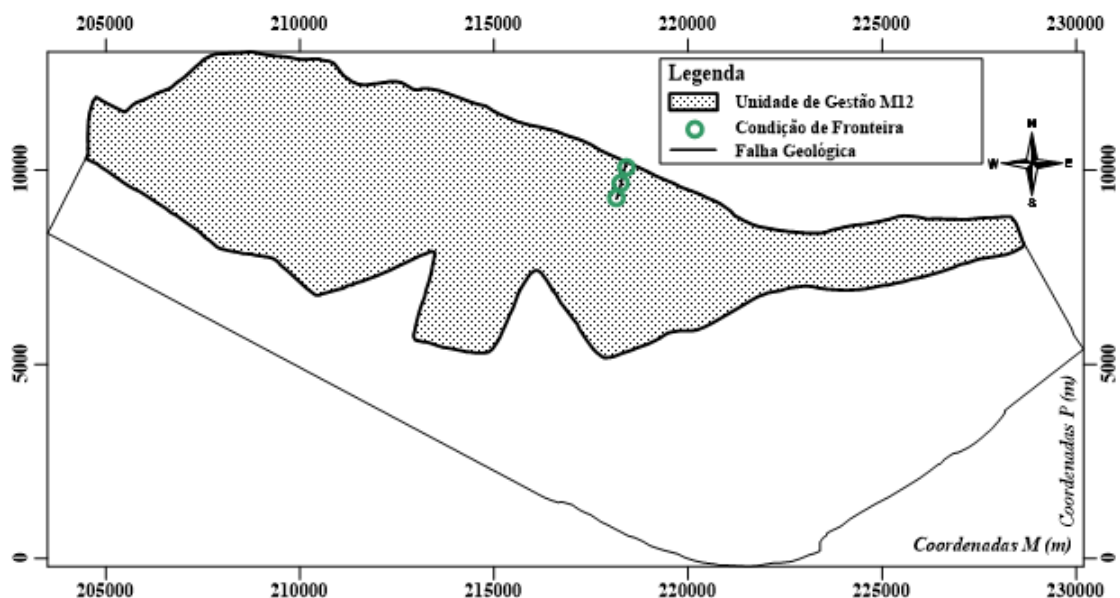 205000 210000 215000 220000 225000 230000
Legenda
Unidade de Gestão M12
Condição de Fronteira
Falha Geológica
N
W E
S
10000 10000
5000 5000
0 0
Coordenadas P (m)
Coordenadas M (m)
205000 210000 215000 220000 225000 230000